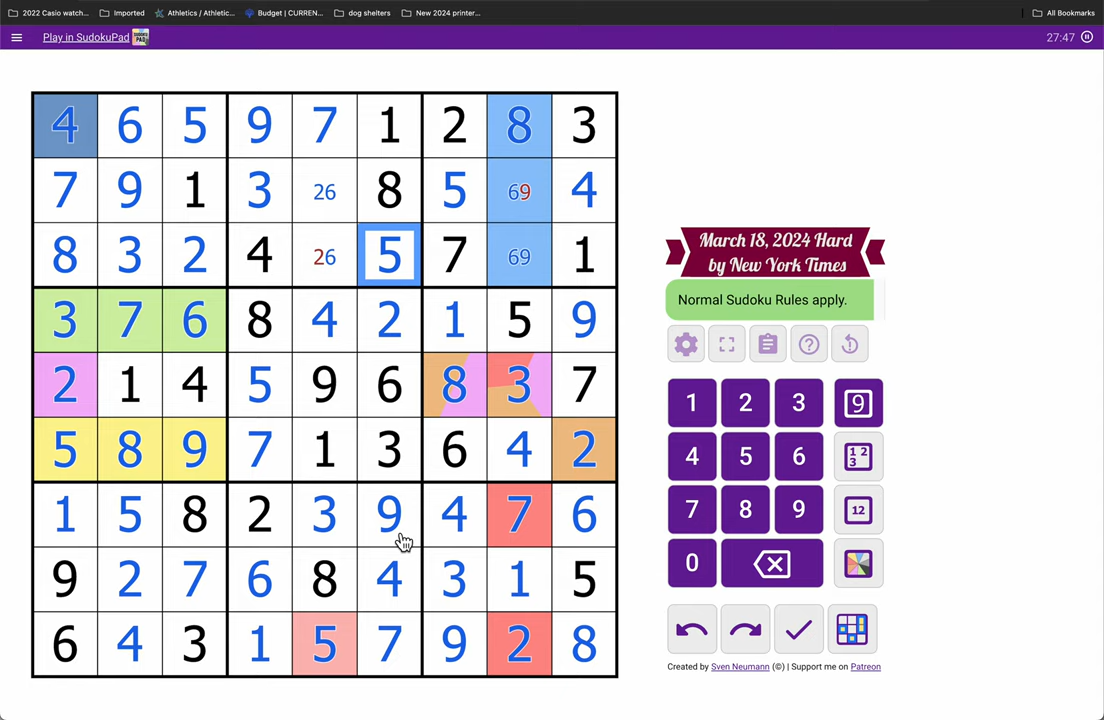 2022 Casio watch... Imported Athletics / Athletic... Budget | CURREN... dog shelters New 2024 printer... All Bookmarks
Play in SudokuPad 27:47
4 6 5 9 7 1 2 8 3
7 9 1 3 26 8 5 69 4
8 3 2 4 26 5 7 69 1
3 7 6 8 4 2 1 5 9
2 1 4 5 9 6 8 3 7
5 8 9 7 1 3 6 4 2
1 5 8 2 3 9 4 7 6
9 2 7 6 8 4 3 1 5
6 4 3 1 5 7 9 2 8
March 18, 2024 Hard
by New York Times
Normal Sudoku Rules apply.
1 2 3 9
4 5 6 1 2 3
7 8 9 12
0
Created by Sven Neumann (©) | Support me on Patreon